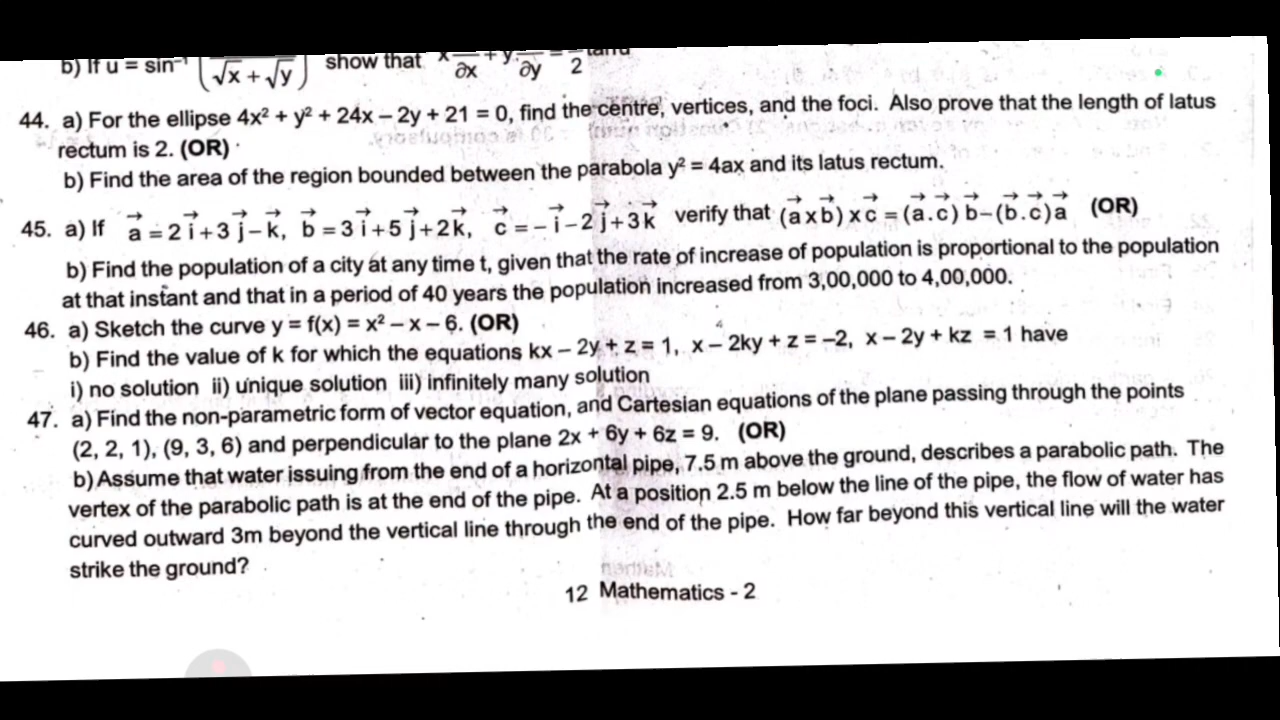 b) If u = sin⁻¹ (√x + √y) show that x ∂x + y ∂y = 2 tanu
44. a) For the ellipse 4x² + y² + 24x – 2y + 21 = 0, find the centre, vertices, and the foci. Also prove that the length of latus
rectum is 2. (OR)
b) Find the area of the region bounded between the parabola y² = 4ax and its latus rectum.
45. a) If a⃗ = 2i⃗+3j⃗–k⃗, b⃗ = 3i⃗+5j⃗+2k⃗, c⃗ = – i⃗–2j⃗+3k⃗ verify that (a⃗xb⃗)xc⃗ = (a⃗.c⃗)b⃗–(b⃗.c⃗)a⃗ (OR)
b) Find the population of a city at any time t, given that the rate of increase of population is proportional to the population
at that instant and that in a period of 40 years the population increased from 3,00,000 to 4,00,000.
46. a) Sketch the curve y = f(x) = x² – x – 6. (OR)
b) Find the value of k for which the equations kx – 2y + z = 1, x – 2ky + z = –2, x – 2y + kz = 1 have
i) no solution ii) unique solution iii) infinitely many solution
47. a) Find the non-parametric form of vector equation, and Cartesian equations of the plane passing through the points
(2, 2, 1), (9, 3, 6) and perpendicular to the plane 2x + 6y + 6z = 9. (OR)
b) Assume that water issuing from the end of a horizontal pipe, 7.5 m above the ground, describes a parabolic path. The
vertex of the parabolic path is at the end of the pipe. At a position 2.5 m below the line of the pipe, the flow of water has
curved outward 3m beyond the vertical line through the end of the pipe. How far beyond this vertical line will the water
strike the ground?
12 Mathematics - 2